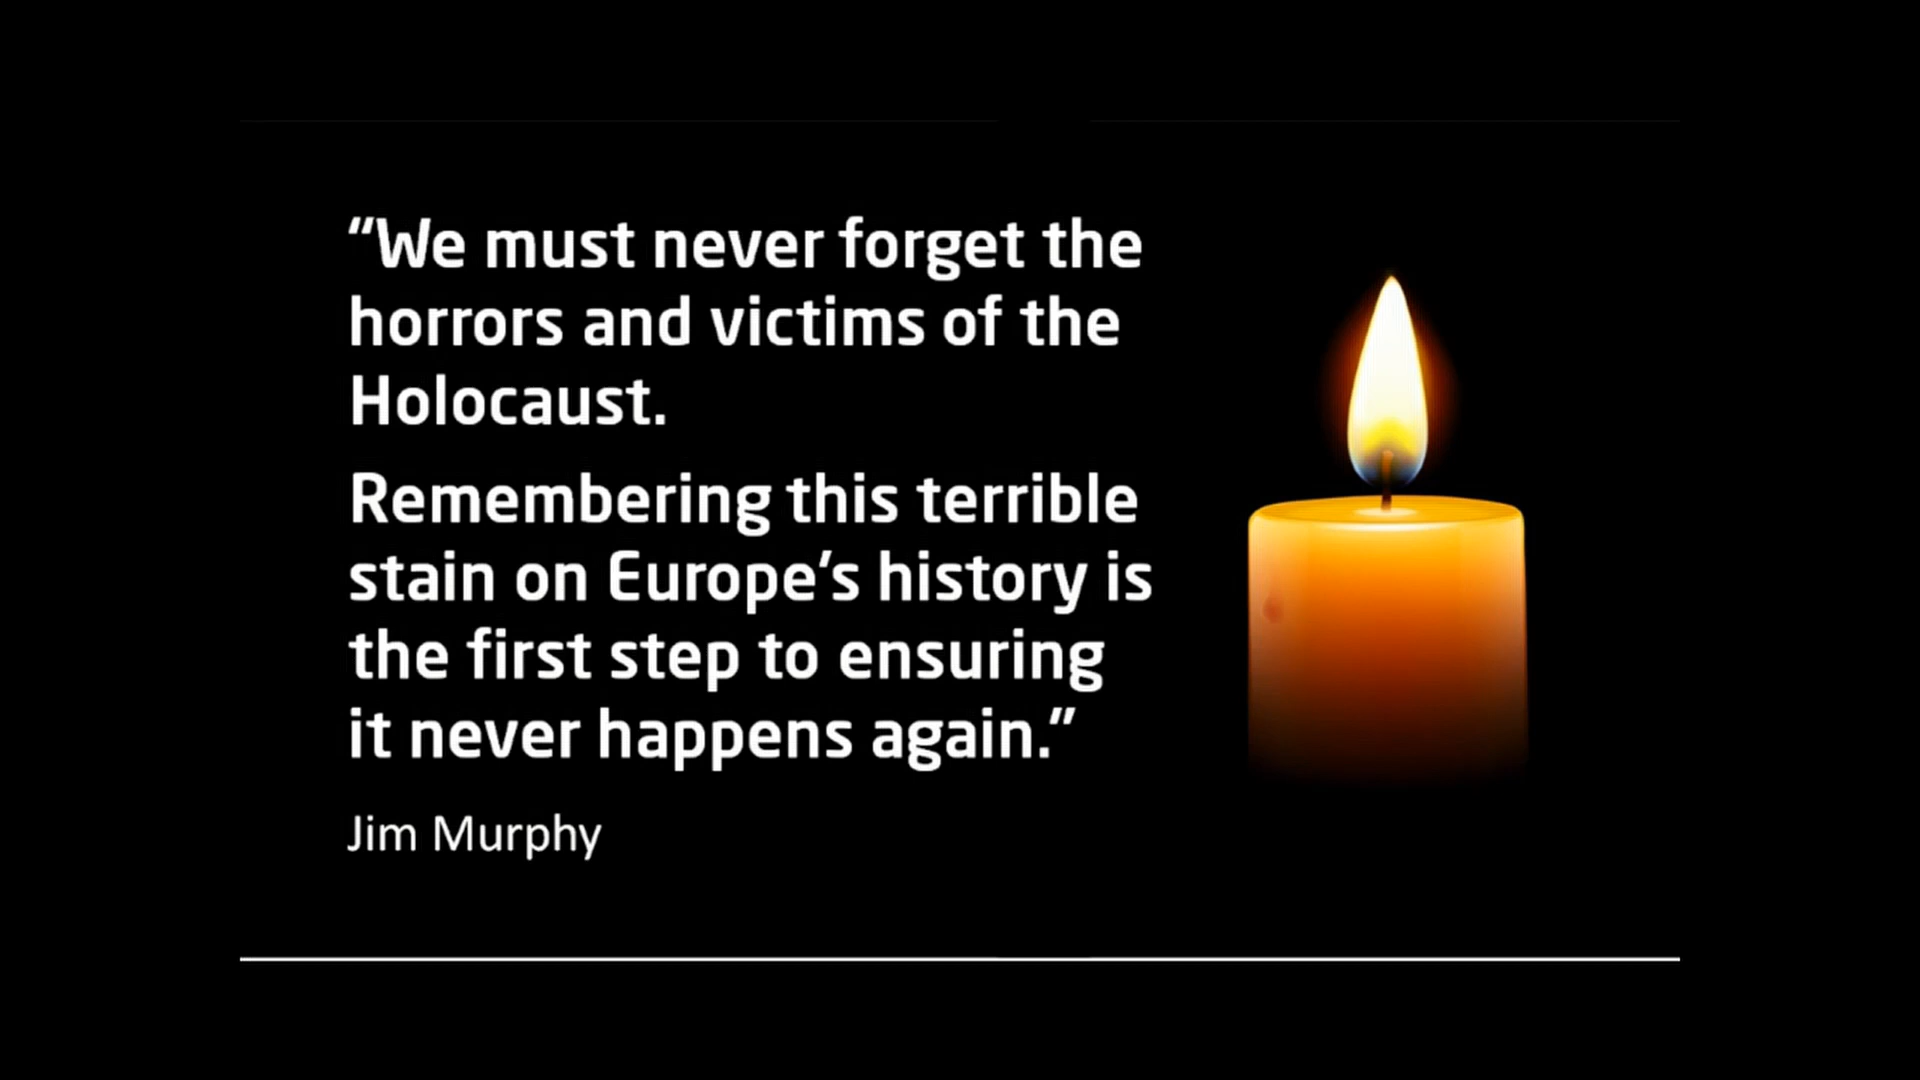 “We must never forget the
horrors and victims of the
Holocaust.
Remembering this terrible
stain on Europe’s history is
the first step to ensuring
it never happens again.”
Jim Murphy